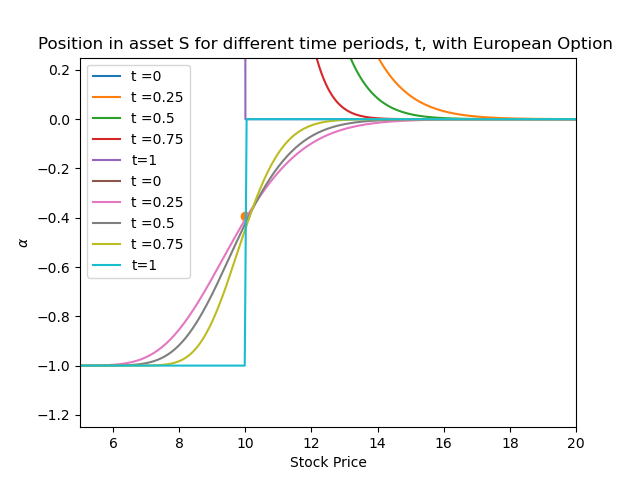 Position in asset S for different time periods, t, with European Option
0.2
0.0
−0.2
−0.4
−0.6
−0.8
−1.0
−1.2
α
t =0
t =0.25
t =0.5
t =0.75
t=1
t =0
t =0.25
t =0.5
t =0.75
t=1
6 8 10 12 14 16 18 20
Stock Price